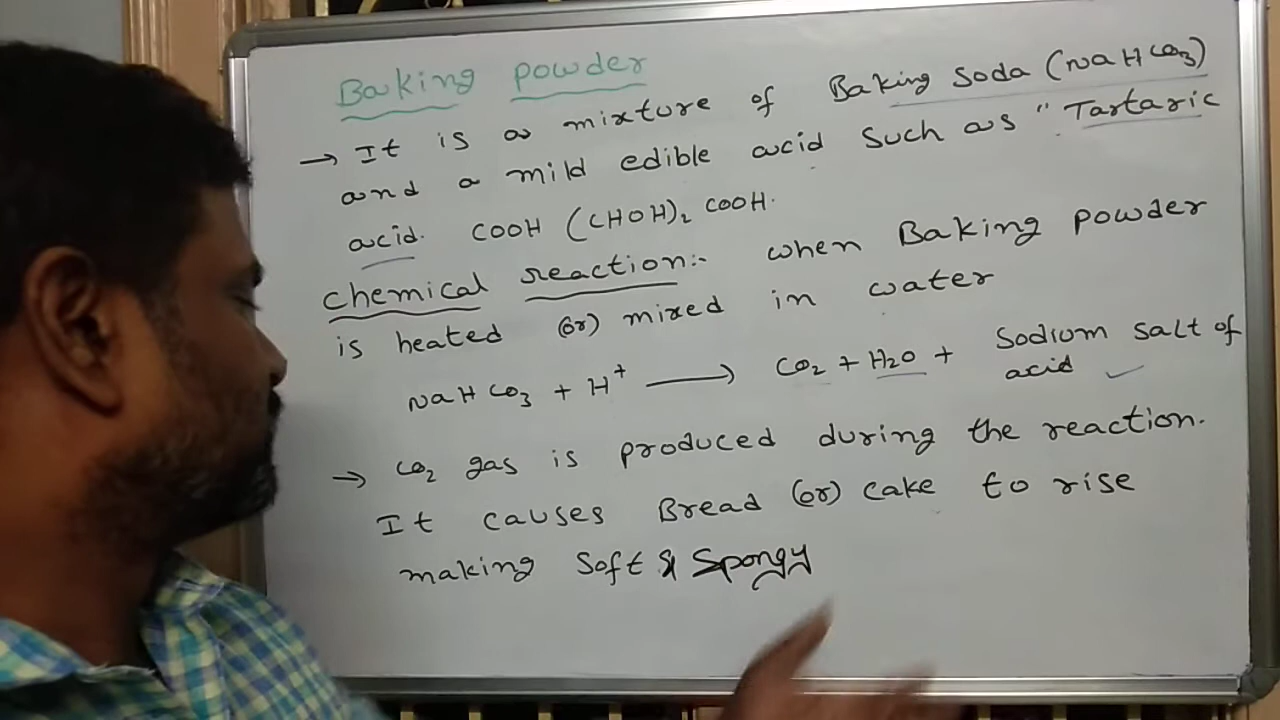 Baking powder
→ It is a mixture of Baking Soda (NaHCO3)
and a mild edible acid such as "Tartaric
acid. COOH (CHOH)2 COOH.
chemical reaction:- when Baking powder
is heated (or) mixed in water
NaHCO3 + H+ → CO2 + H2O + Sodium salt of
acid ✓
→ CO2 gas is produced during the reaction.
It causes Bread (or) cake to rise
making Soft & Spongy